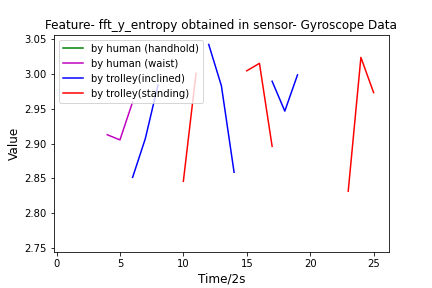 Feature- fft_y_entropy obtained in sensor- Gyroscope Data
3.05
3.00
2.95
2.90
2.85
2.80
2.75
Value
by human (handhold)
by human (waist)
by trolley(inclined)
by trolley(standing)
0
5
10
15
20
25
Time/2s